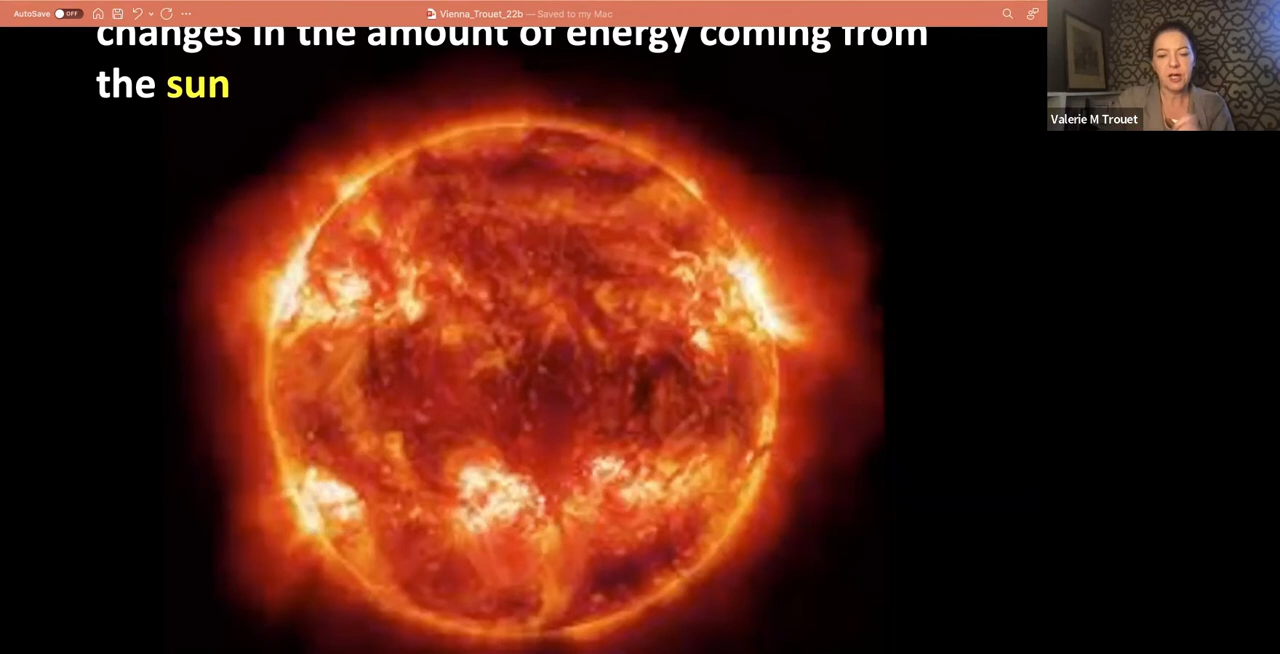 AutoSave OFF
Vienna_Trouet_22b — Saved to my Mac
changes in the amount of energy coming from
the sun
Valerie M Trouet